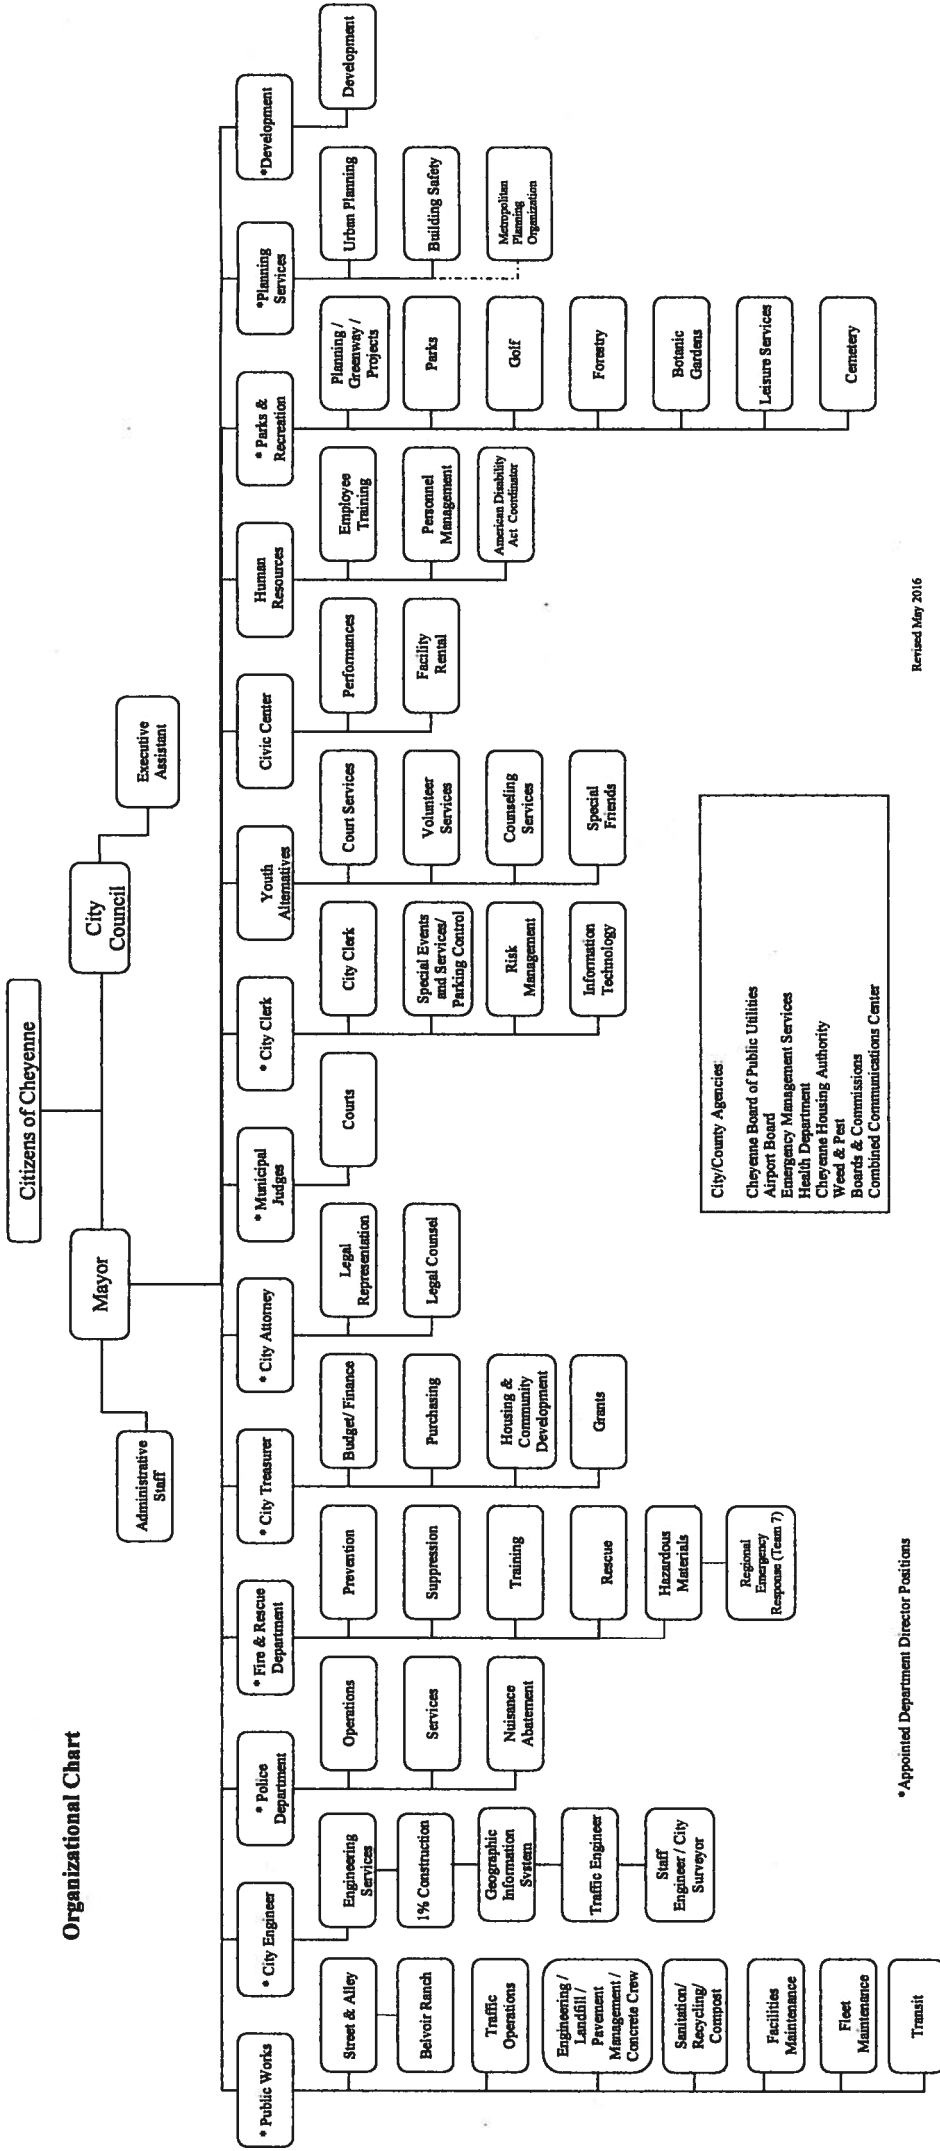 Organizational Chart
Citizens of Cheyenne
Mayor
City
Council
Administrative
Staff
Executive
Assistant
* Public Works
Street & Alley
Belvoir Ranch
Traffic
Operations
Engineering /
Landfill /
Pavement
Management /
Concrete Crew
Sanitation/
Recycling/
Compost
Facilities
Maintenance
Fleet
Maintenance
Transit
* City Engineer
Engineering
Services
1% Construction
Geographic
Information
System
Traffic Engineer
Staff
Engineer / City
Surveyor
* Police
Department
Operations
Services
Nuisance
Abatement
* Fire & Rescue
Department
Prevention
Suppression
Training
Rescue
Hazardous
Materials
Regional
Emergency
Response (Team 7)
* City Treasurer
Budget/ Finance
Purchasing
Housing &
Community
Development
Grants
* City Attorney
Legal
Representation
Legal Counsel
* Municipal
Judges
Courts
* City Clerk
City Clerk
Special Events
and Services/
Parking Control
Risk
Management
Information
Technology
Youth
Alternatives
Court Services
Volunteer
Services
Counseling
Services
Special
Friends
Civic Center
Performances
Facility
Rental
Human
Resources
Employee
Training
Personnel
Management
American Disability
Act Coordinator
* Parks &
Recreation
Planning /
Greenway /
Projects
Parks
Golf
Forestry
Botanic
Gardens
Leisure Services
Cemetery
*Planning
Services
Urban Planning
Building Safety
Metropolitan
Planning
Organization
*Development
Development
City/County Agencies:
Cheyenne Board of Public Utilities
Airport Board
Emergency Management Services
Health Department
Cheyenne Housing Authority
Weed & Pest
Boards & Commissions
Combined Communications Center
*Appointed Department Director Positions
Revised May 2016